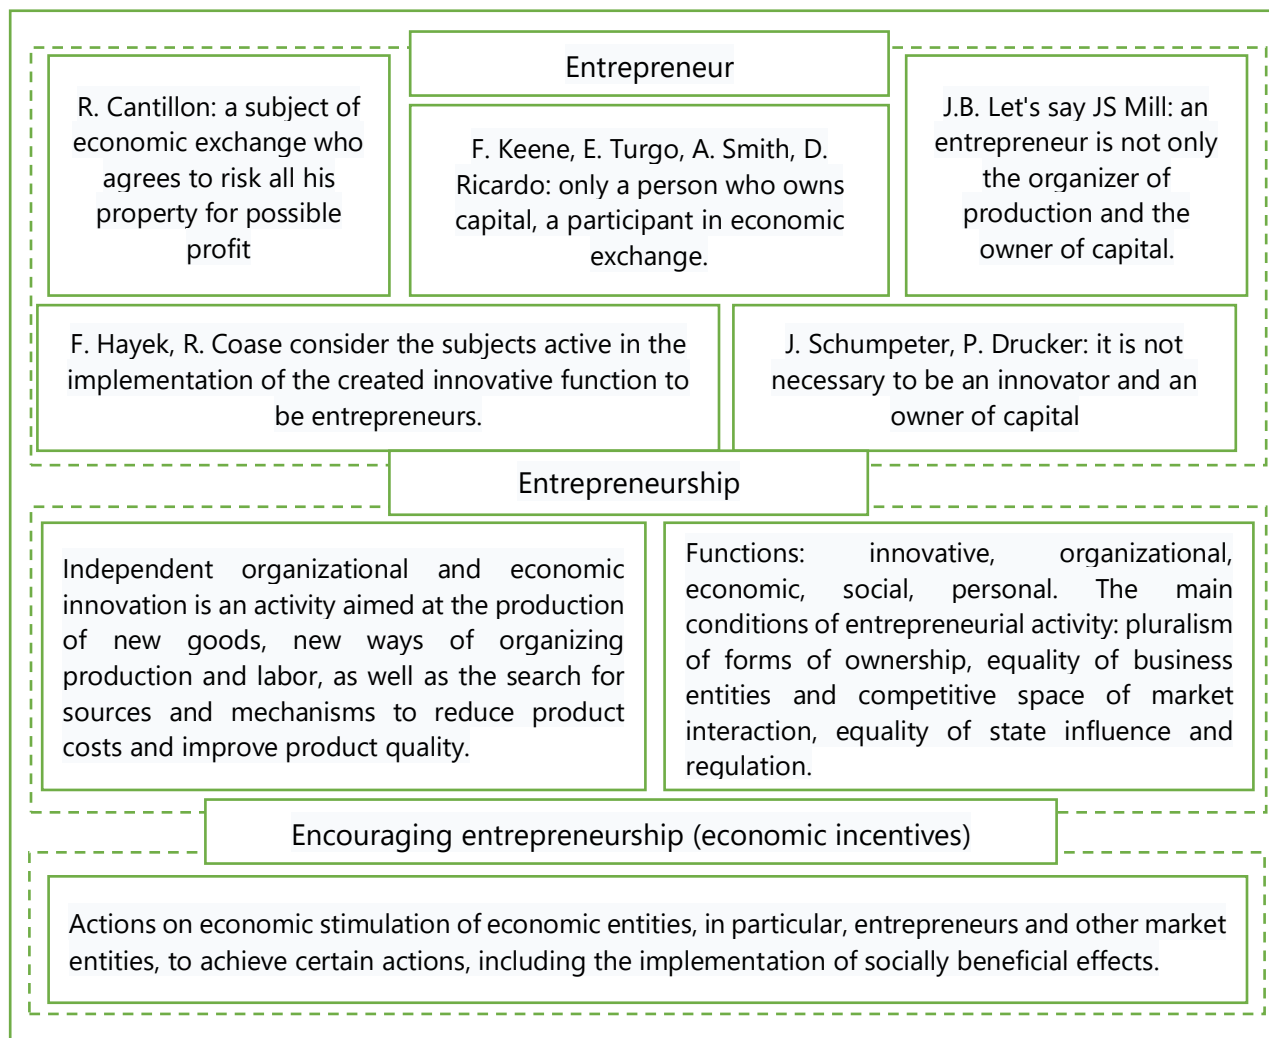 Entrepreneur
R. Cantillon: a subject of
economic exchange who
agrees to risk all his
property for possible
profit
F. Keene, E. Turgo, A. Smith, D.
Ricardo: only a person who owns
capital, a participant in economic
exchange.
J.B. Let's say JS Mill: an
entrepreneur is not only
the organizer of
production and the
owner of capital.
F. Hayek, R. Coase consider the subjects active in the
implementation of the created innovative function to
be entrepreneurs.
J. Schumpeter, P. Drucker: it is not
necessary to be an innovator and an
owner of capital
Entrepreneurship
Independent organizational and economic
innovation is an activity aimed at the production
of new goods, new ways of organizing
production and labor, as well as the search for
sources and mechanisms to reduce product
costs and improve product quality.
Functions: innovative, organizational,
economic, social, personal. The main
conditions of entrepreneurial activity: pluralism
of forms of ownership, equality of business
entities and competitive space of market
interaction, equality of state influence and
regulation.
Encouraging entrepreneurship (economic incentives)
Actions on economic stimulation of economic entities, in particular, entrepreneurs and other market
entities, to achieve certain actions, including the implementation of socially beneficial effects.